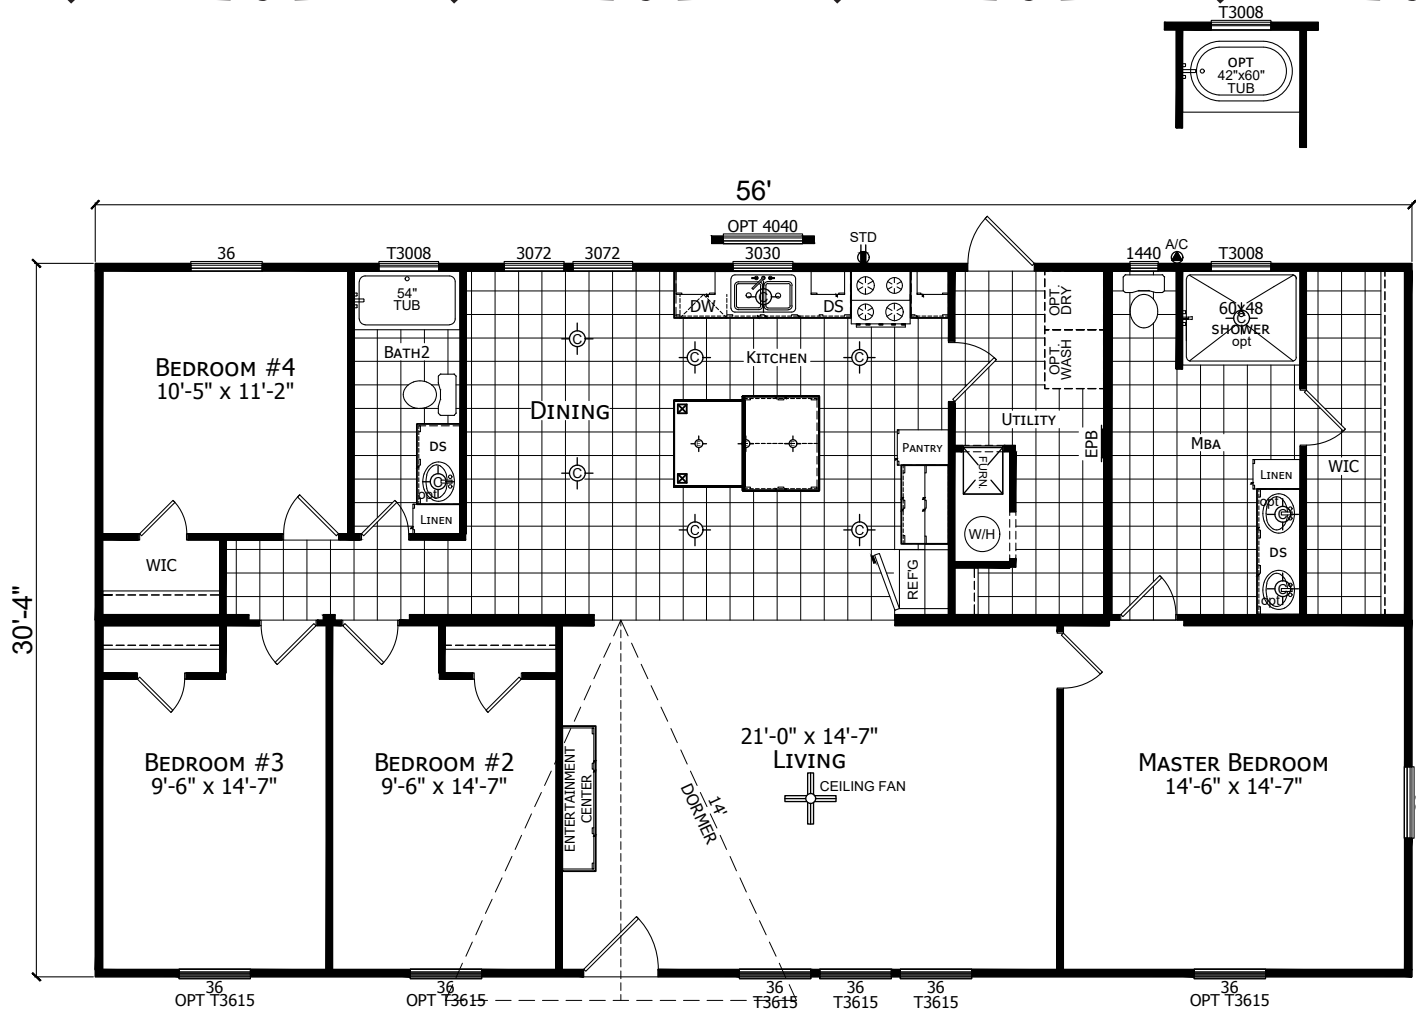 T3008
OPT
42"x60"
TUB
56'
OPT 4040
STD
A/C
36
T3008
3072
3072
3030
1440
T3008
54"
TUB
DW
DS
OPT.
DRY
60x48
SHOWER
opt
BATH2
KITCHEN
OPT.
WASH
BEDROOM #4
10'-5" x 11'-2"
DINING
UTILITY
DS
opt
PANTRY
EPB
MBA
FURN
LINEN
WIC
LINEN
opt
W/H
DS
opt
WIC
REF'G
30'-4"
BEDROOM #3
9'-6" x 14'-7"
BEDROOM #2
9'-6" x 14'-7"
ENTERTAINMENT
CENTER
21'-0" x 14'-7"
LIVING
CEILING FAN
14'
DORMER
MASTER BEDROOM
14'-6" x 14'-7"
36
OPT T3615
36
OPT T3615
36
T3615
36
T3615
36
T3615
36
OPT T3615